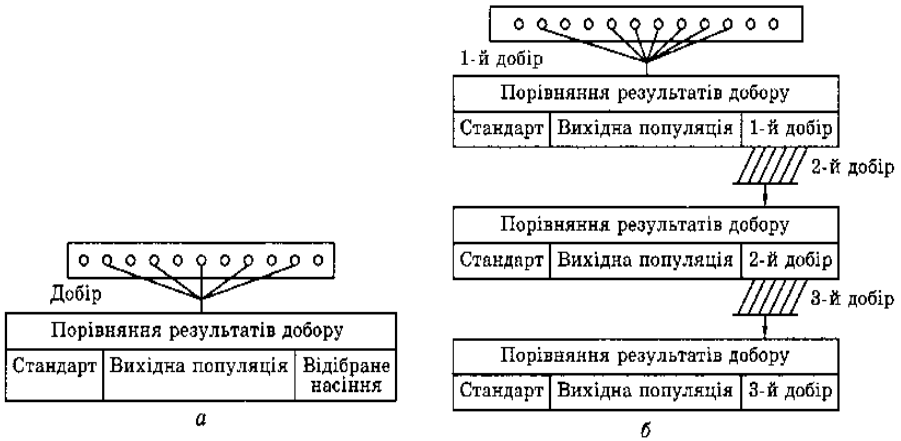 Добір
Порівняння результатів добору
Стандарт Вихідна популяція Відібране
насіння
а
1-й добір
Порівняння результатів добору
Стандарт Вихідна популяція 1-й добір
2-й добір
Порівняння результатів добору
Стандарт Вихідна популяція 2-й добір
3-й добір
Порівняння результатів добору
Стандарт Вихідна популяція 3-й добір
б